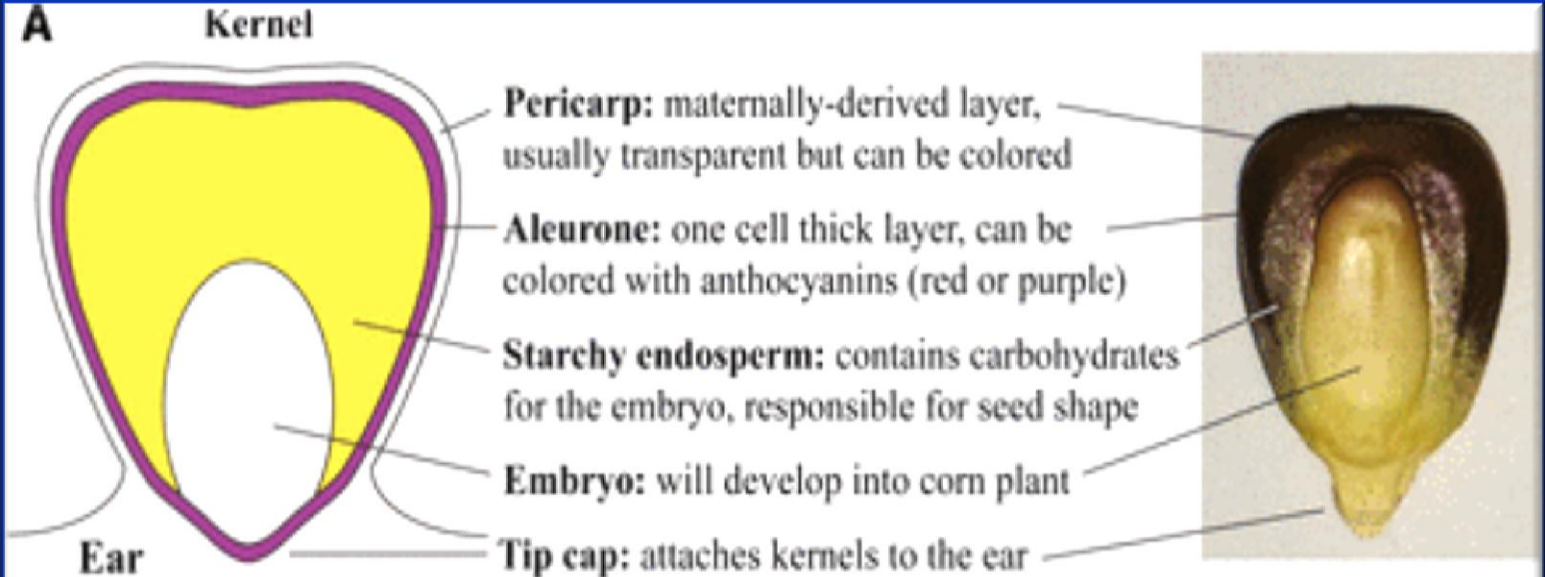 A
Kernel
Pericarp: maternally-derived layer,
usually transparent but can be colored
Aleurone: one cell thick layer, can be
colored with anthocyanins (red or purple)
Starchy endosperm: contains carbohydrates
for the embryo, responsible for seed shape
Embryo: will develop into corn plant
Ear
Tip cap: attaches kernels to the ear